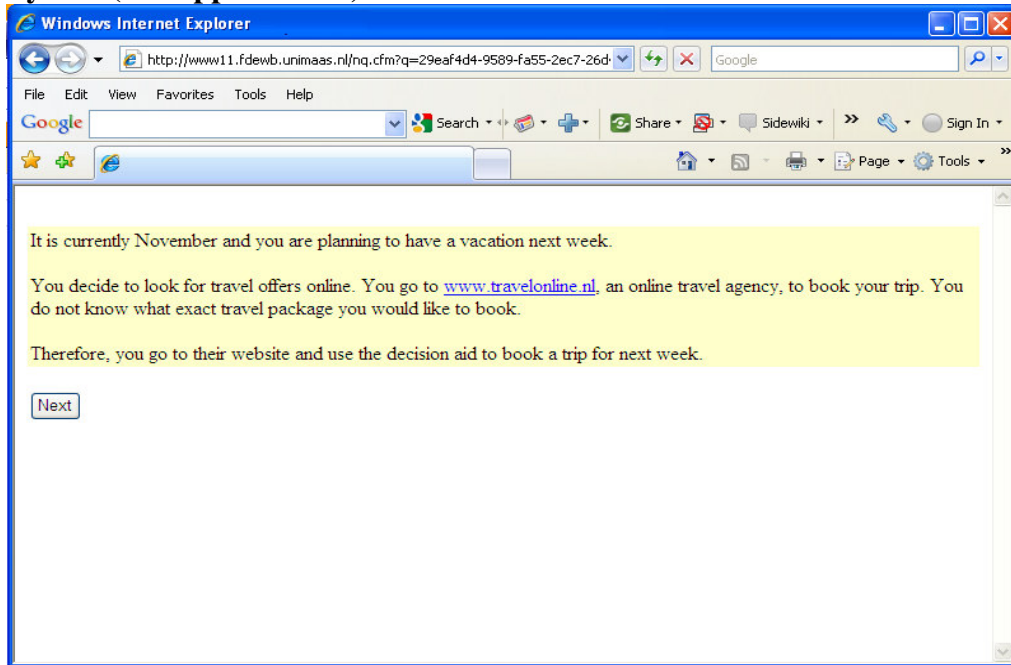 Windows Internet Explorer
http://www11.fdewb.unimaas.nl/nq.cfm?q=29eaf4d4-9589-fa55-2ec7-26d
Google
File Edit View Favorites Tools Help
Google Search Share Sidewiki Sign In
Page Tools
It is currently November and you are planning to have a vacation next week.
You decide to look for travel offers online. You go to www.travelonline.nl, an online travel agency, to book your trip. You
do not know what exact travel package you would like to book.
Therefore, you go to their website and use the decision aid to book a trip for next week.
Next